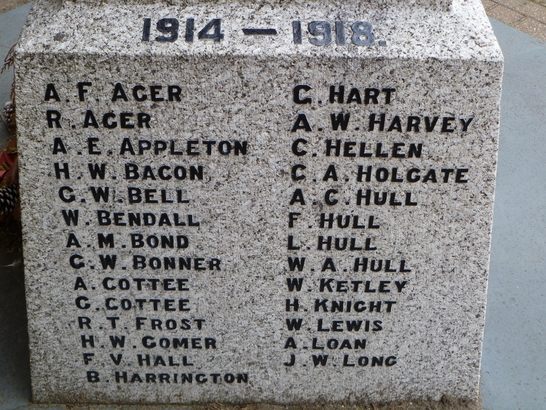 1914 – 1918.
A. F. AGER
R. AGER
A. E. APPLETON
H. W. BACON
G. W. BELL
W. BENDALL
A. M. BOND
G. W. BONNER
A. COTTEE
G. COTTEE
R. T. FROST
H. W. GOMER
F. V. HALL
B. HARRINGTON
G. HART
A. W. HARVEY
C. HELLEN
C. A. HOLGATE
A. G. HULL
F. HULL
L. HULL
W. A. HULL
W. KETLEY
H. KNIGHT
W. LEWIS
A. LOAN
J. W. LONG